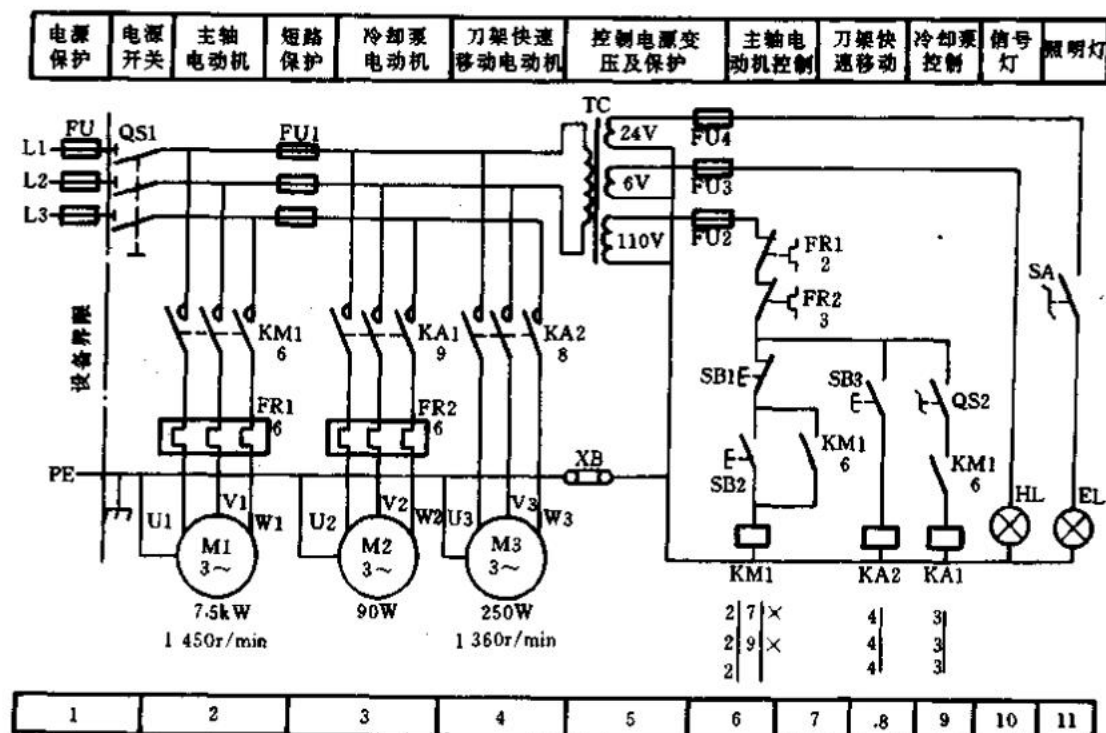 电源保护
电源开关
主轴电动机
短路保护
冷却泵电动机
刀架快速移动电动机
控制电源变压及保护
主轴电动机控制
刀架快速移动
冷却泵控制
信号灯
照明灯
FU
QS1
FU1
TC
24V
FU4
L1
L2
L3
6V
FU3
110V
FU2
FR1
2
FR2
3
SA
KM1
6
KA1
9
KA2
8
设备界限
SB1
SB3
QS2
FR1
6
FR2
6
KM1
6
KM1
6
SB2
PE
XB
HL
EL
U1
V1
W1
U2
V2
W2
U3
V3
W3
M1
3～
M2
3～
M3
3～
7.5kW
1 450r/min
90W
250W
1 360r/min
KM1
KA2
KA1
2 7 ×
2 9 ×
2
4
4
4
3
3
3
1 2 3 4 5 6 7 .8 9 10 11